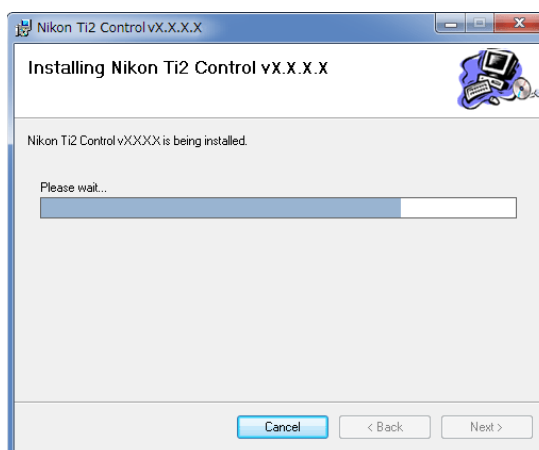 Nikon Ti2 Control vX.X.X.X
Installing Nikon Ti2 Control vX.X.X.X
Nikon Ti2 Control vXXXX is being installed.
Please wait...
Cancel
< Back
Next >